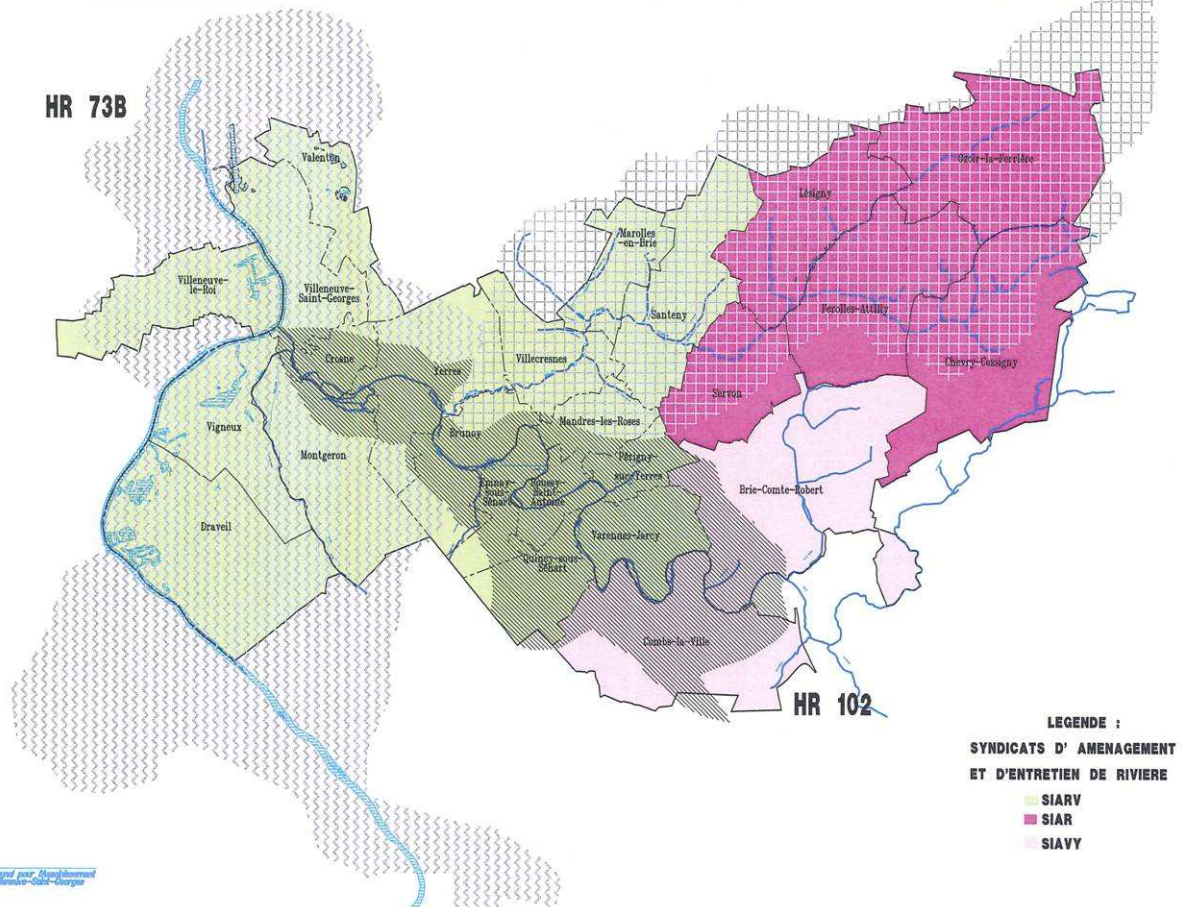 HR 73B
Valenton
Ozoir-la-Ferrière
Lésigny
Marolles
-en-Brie
Villeneuve-
le-Roi
Villeneuve-
Saint-Georges
Santeny
Ferolles-Attilly
Crosne
Villecresnes
Yerres
Chevry-Cossigny
Servon
Mandres-les-Roses
Vigneux
Brunoy
Montgeron
Périgny-
sur-Yerres
Epinay-
sous-
Sénart
Boussy-
Saint-
Antoine
Brie-Comte-Robert
Draveil
Varennes-Jarcy
Quincy-sous-
Sénart
Combs-la-Ville
HR 102
LEGENDE :
SYNDICATS D' AMENAGEMENT
ET D'ENTRETIEN DE RIVIERE
SIARV
SIAR
SIAVY
Saint-Georges